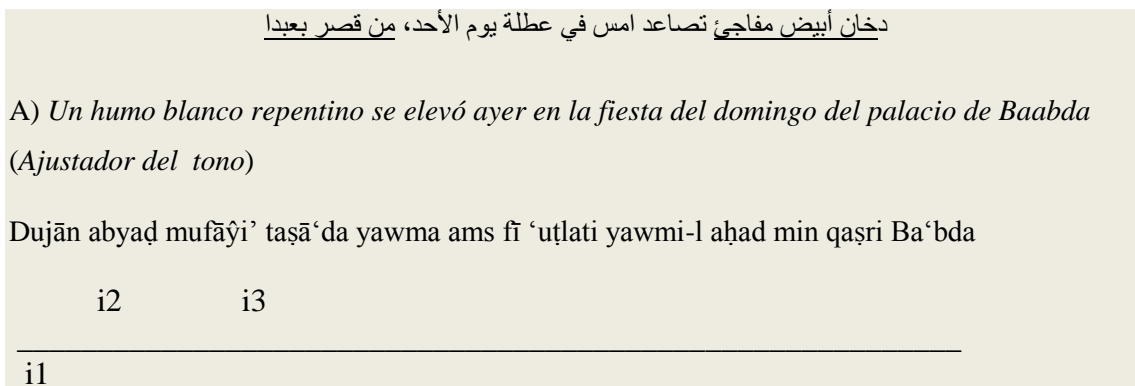 دخان أبيض مفاجئ تصاعد امس في عطلة يوم الأحد، من قصر بعبدا
A) Un humo blanco repentino se elevó ayer en la fiesta del domingo del palacio de Baabda
(Ajustador del tono)
Dujān abyaḍ mufāŷi’ taṣā‘da yawma ams fī ‘uṭlati yawmi-l aḥad min qaṣri Ba‘bda
i2 i3
i1